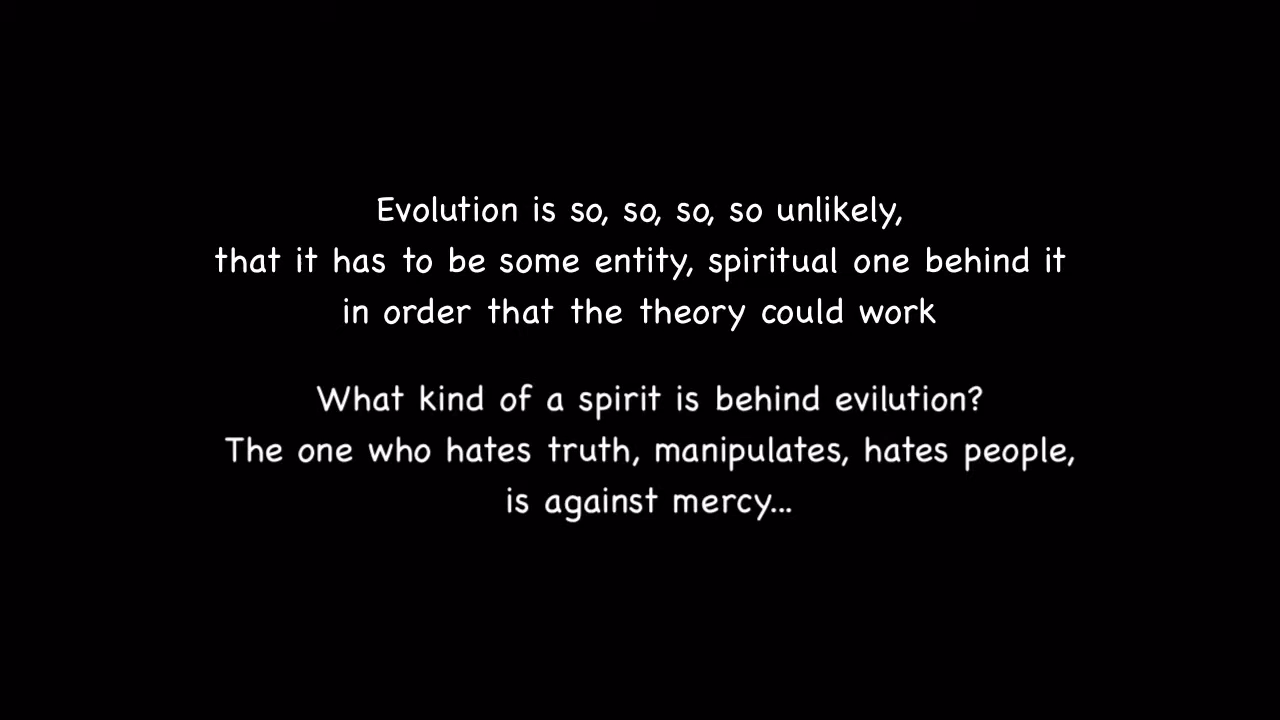 Evolution is so, so, so, so unlikely,
that it has to be some entity, spiritual one behind it
in order that the theory could work
What kind of a spirit is behind evilution?
The one who hates truth, manipulates, hates people,
is against mercy...